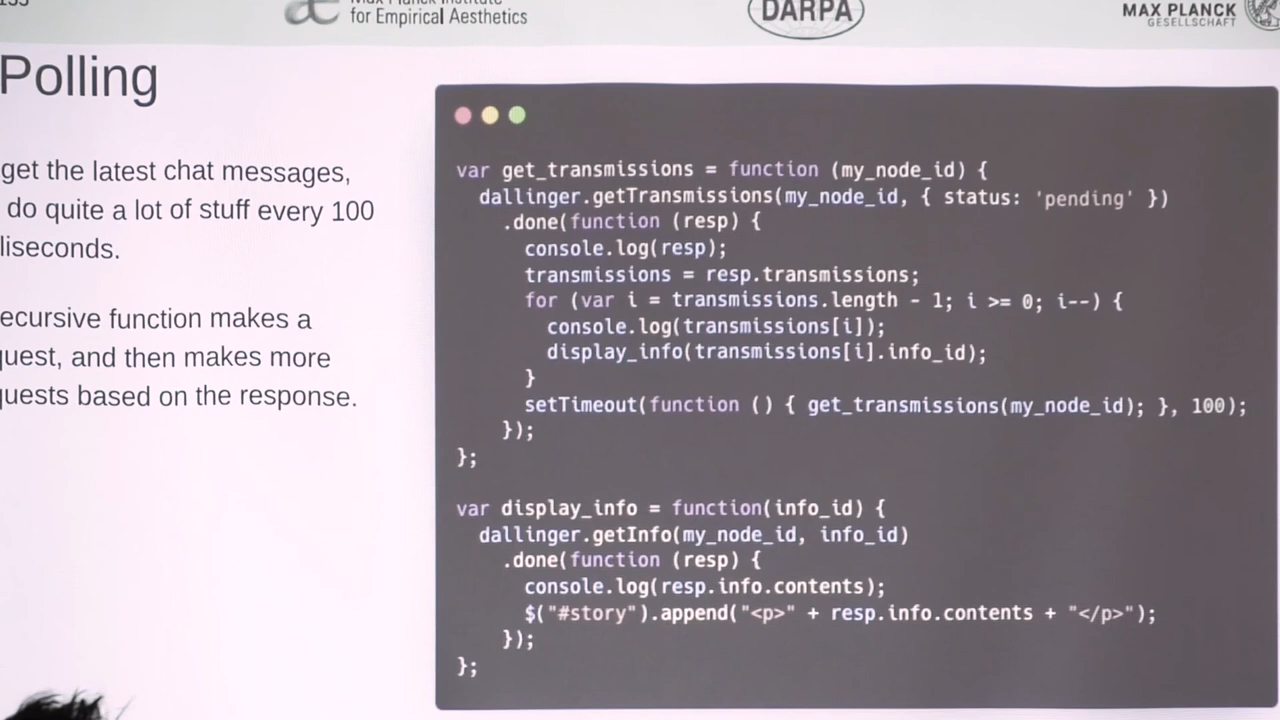 for Empirical Aesthetics
DARPA
MAX PLANCK
GESELLSCHAFT
Polling
get the latest chat messages,
do quite a lot of stuff every 100
liseconds.
ecursive function makes a
quest, and then makes more
quests based on the response.
var get_transmissions = function (my_node_id) {
  dallinger.getTransmissions(my_node_id, { status: 'pending' })
    .done(function (resp) {
      console.log(resp);
      transmissions = resp.transmissions;
      for (var i = transmissions.length - 1; i >= 0; i--) {
        console.log(transmissions[i]);
        display_info(transmissions[i].info_id);
      }
      setTimeout(function () { get_transmissions(my_node_id); }, 100);
    });
};
var display_info = function(info_id) {
  dallinger.getInfo(my_node_id, info_id)
    .done(function (resp) {
      console.log(resp.info.contents);
      $("#story").append("<p>" + resp.info.contents + "</p>");
    });
};